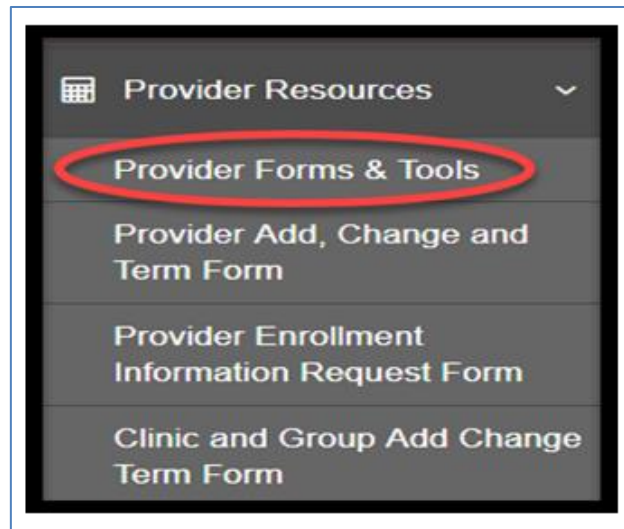 Provider Resources
Provider Forms & Tools
Provider Add, Change and
Term Form
Provider Enrollment
Information Request Form
Clinic and Group Add Change
Term Form